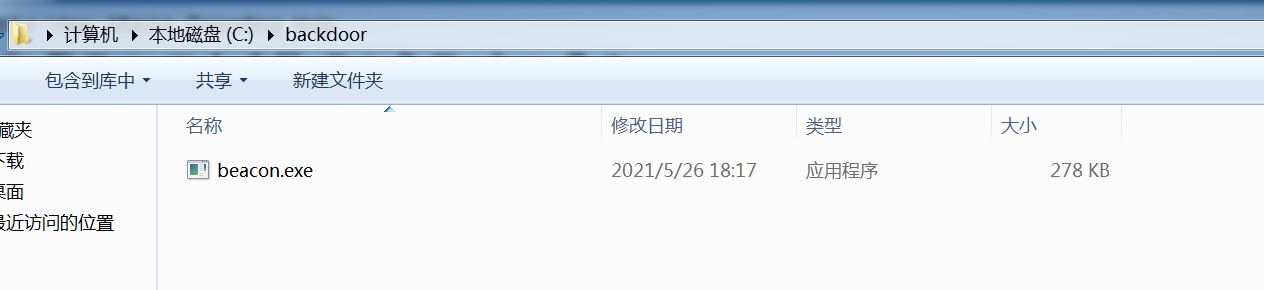 计算机 本地磁盘 (C:) backdoor
包含到库中 共享 新建文件夹
名称 修改日期 类型 大小
藏夹
下载
beacon.exe 2021/5/26 18:17 应用程序 278 KB
桌面
最近访问的位置